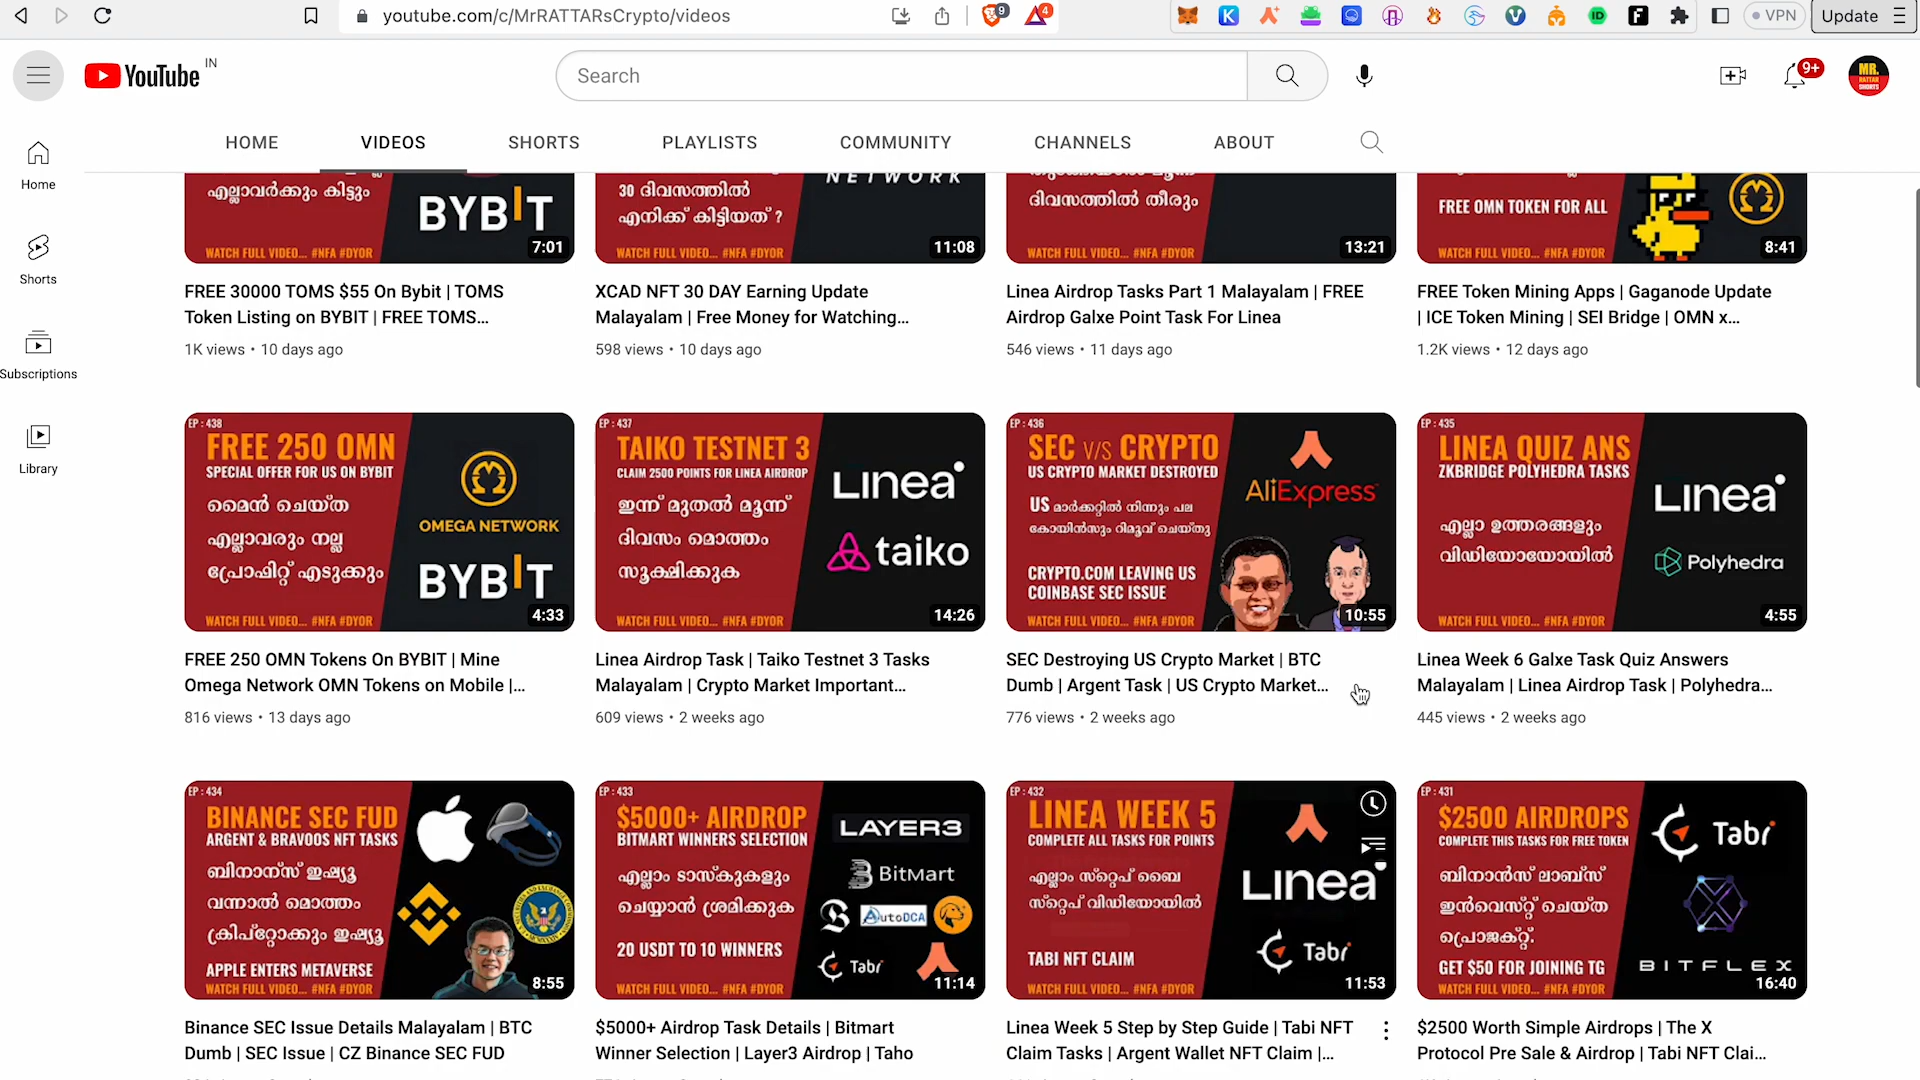 youtube.com/c/MrRATTARsCrypto/videos
9
4
VPN
Update
YouTube IN
Search
9+
HOME
VIDEOS
SHORTS
PLAYLISTS
COMMUNITY
CHANNELS
ABOUT
Home
Shorts
Subscriptions
Library
എല്ലാവർക്കും കിട്ടും
BYBIT
WATCH FULL VIDEO... #NFA #DYOR
7:01
30 ദിവസത്തിൽ
എനിക്ക് കിട്ടിയത് ?
NETWORK
WATCH FULL VIDEO... #NFA #DYOR
11:08
ദിവസത്തിൽ തീരും
WATCH FULL VIDEO... #NFA #DYOR
13:21
FREE OMN TOKEN FOR ALL
WATCH FULL VIDEO... #NFA #DYOR
8:41
FREE 30000 TOMS $55 On Bybit | TOMS
Token Listing on BYBIT | FREE TOMS...
1K views • 10 days ago
XCAD NFT 30 DAY Earning Update
Malayalam | Free Money for Watching...
598 views • 10 days ago
Linea Airdrop Tasks Part 1 Malayalam | FREE
Airdrop Galxe Point Task For Linea
546 views • 11 days ago
FREE Token Mining Apps | Gaganode Update
| ICE Token Mining | SEI Bridge | OMN x...
1.2K views • 12 days ago
EP : 438
FREE 250 OMN
SPECIAL OFFER FOR US ON BYBIT
മൈൻ ചെയ്ത
എല്ലാവരും നല്ല
പ്രോഫിറ്റ് എടുക്കും
OMEGA NETWORK
BYBIT
WATCH FULL VIDEO... #NFA #DYOR
4:33
EP : 437
TAIKO TESTNET 3
CLAIM 2500 POINTS FOR LINEA AIRDROP
ഇന്ന് മുതൽ മൂന്ന്
ദിവസം മൊത്തം
സൂക്ഷിക്കുക
Linea
taiko
WATCH FULL VIDEO... #NFA #DYOR
14:26
EP : 436
SEC V/S CRYPTO
US CRYPTO MARKET DESTROYED
US മാർക്കറ്റിൽ നിന്നും പല
കോയിൻസും റിമൂവ് ചെയ്തു
CRYPTO.COM LEAVING US
COINBASE SEC ISSUE
AliExpress
WATCH FULL VIDEO... #NFA #DYOR
10:55
EP : 435
LINEA QUIZ ANS
ZKBRIDGE POLYHEDRA TASKS
എല്ലാ ഉത്തരങ്ങളും
വിഡിയോയോയിൽ
Linea
Polyhedra
WATCH FULL VIDEO... #NFA #DYOR
4:55
FREE 250 OMN Tokens On BYBIT | Mine
Omega Network OMN Tokens on Mobile |...
816 views • 13 days ago
Linea Airdrop Task | Taiko Testnet 3 Tasks
Malayalam | Crypto Market Important...
609 views • 2 weeks ago
SEC Destroying US Crypto Market | BTC
Dumb | Argent Task | US Crypto Market...
776 views • 2 weeks ago
Linea Week 6 Galxe Task Quiz Answers
Malayalam | Linea Airdrop Task | Polyhedra...
445 views • 2 weeks ago
EP : 434
BINANCE SEC FUD
ARGENT & BRAVOOS NFT TASKS
ബിനാൻസ് ഇഷ്യൂ
വന്നാൽ മൊത്തം
ക്രിപ്റ്റോക്കും ഇഷ്യൂ
APPLE ENTERS METAVERSE
WATCH FULL VIDEO... #NFA #DYOR
8:55
EP : 433
$5000+ AIRDROP
BITMART WINNERS SELECTION
എല്ലാം ടാസ്കുകളും
ചെയ്യാൻ ശ്രമിക്കുക
20 USDT TO 10 WINNERS
LAYER3
BitMart
AutoDCA
Tabi
WATCH FULL VIDEO... #NFA #DYOR
11:14
EP : 432
LINEA WEEK 5
COMPLETE ALL TASKS FOR POINTS
എല്ലാം സ്റ്റെപ് ബൈ
സ്റ്റെപ് വിഡിയോയിൽ
TABI NFT CLAIM
Linea
Tabi
WATCH FULL VIDEO... #NFA #DYOR
11:53
EP : 431
$2500 AIRDROPS
COMPLETE THIS TASKS FOR FREE TOKEN
ബിനാൻസ് ലാബ്സ്
ഇൻവെസ്റ്റ് ചെയ്ത
പ്രൊജക്റ്റ്.
GET $50 FOR JOINING TG
Tabi
BITFLEX
WATCH FULL VIDEO... #NFA #DYOR
16:40
Binance SEC Issue Details Malayalam | BTC
Dumb | SEC Issue | CZ Binance SEC FUD
$5000+ Airdrop Task Details | Bitmart
Winner Selection | Layer3 Airdrop | Taho
Linea Week 5 Step by Step Guide | Tabi NFT
Claim Tasks | Argent Wallet NFT Claim |...
$2500 Worth Simple Airdrops | The X
Protocol Pre Sale & Airdrop | Tabi NFT Clai...